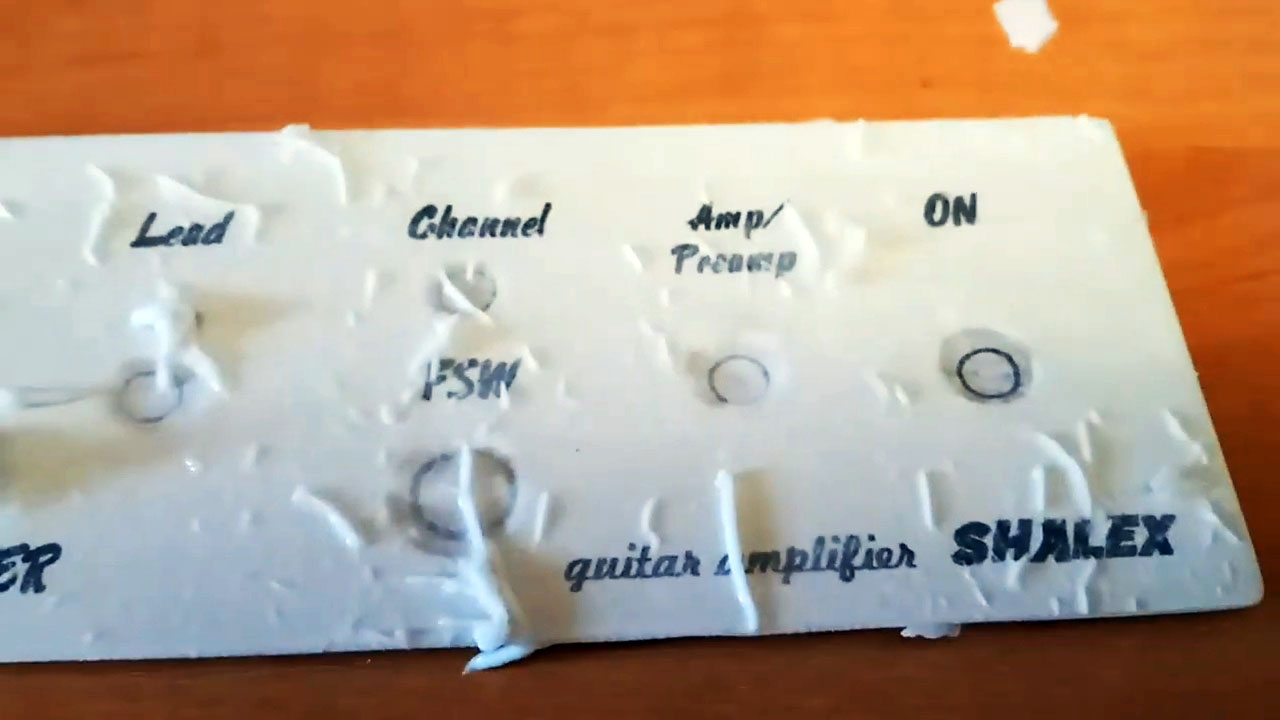 Lead Channel Amp/ ON
Preamp
FSW
ER guitar amplifier SHALEX